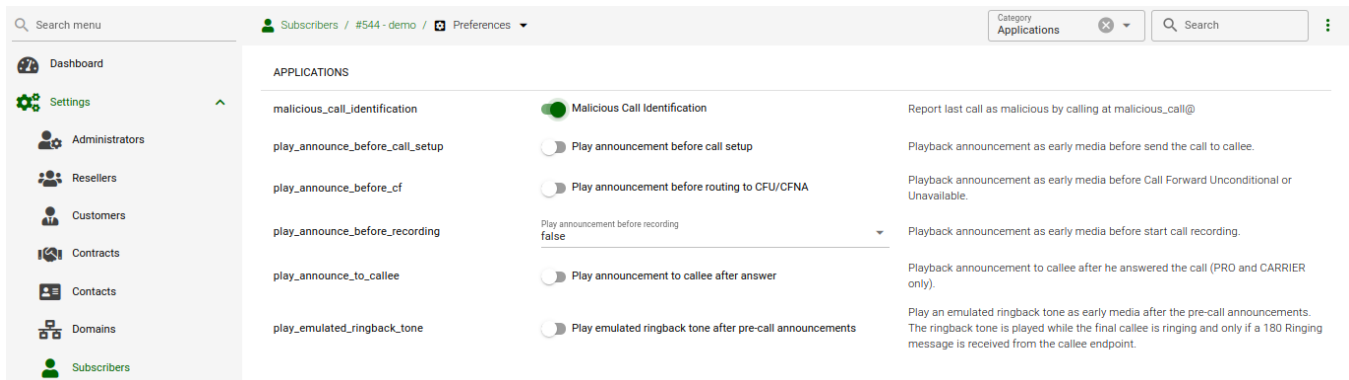 Search menu
Subscribers / #544 - demo / Preferences
Category
Applications
Search
Dashboard
Settings
Administrators
Resellers
Customers
Contracts
Contacts
Domains
Subscribers
APPLICATIONS
malicious_call_identification
Malicious Call Identification
Report last call as malicious by calling at malicious_call@
play_announce_before_call_setup
Play announcement before call setup
Playback announcement as early media before send the call to callee.
play_announce_before_cf
Play announcement before routing to CFU/CFNA
Playback announcement as early media before Call Forward Unconditional or
Unavailable.
play_announce_before_recording
Play announcement before recording
false
Playback announcement as early media before start call recording.
play_announce_to_callee
Play announcement to callee after answer
Playback announcement to callee after he answered the call (PRO and CARRIER
only).
play_emulated_ringback_tone
Play emulated ringback tone after pre-call announcements
Play an emulated ringback tone as early media after the pre-call announcements.
The ringback tone is played while the final callee is ringing and only if a 180 Ringing
message is received from the callee endpoint.